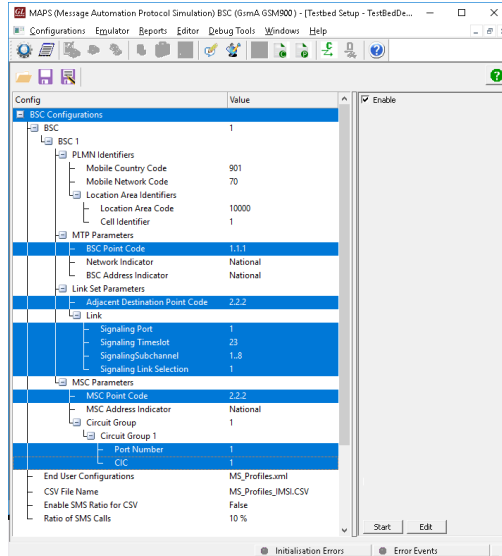 GL MAPS (Message Automation Protocol Simulation) BSC (GsmA GSM900 ) - [Testbed Setup - TestBedDe...
Configurations Emulator Reports Editor Debug Tools Windows Help
Config Value
Enable
BSC Configurations
BSC 1
BSC 1
PLMN Identifiers
Mobile Country Code 901
Mobile Network Code 70
Location Area Identifiers
Location Area Code 10000
Cell Identifier 1
MTP Parameters
BSC Point Code 1.1.1
Network Indicator National
BSC Address Indicator National
Link Set Parameters
Adjacent Destination Point Code 2.2.2
Link
Signaling Port 1
Signaling Timeslot 23
SignalingSubchannel 1..8
Signaling Link Selection 1
MSC Parameters
MSC Point Code 2.2.2
MSC Address Indicator National
Circuit Group 1
Circuit Group 1
Port Number 1
CIC 1
End User Configurations MS_Profiles.xml
CSV File Name MS_Profiles_IMSI.CSV
Enable SMS Ratio for CSV False
Ratio of SMS Calls 10 %
Start Edit
Initialisation Errors Error Events